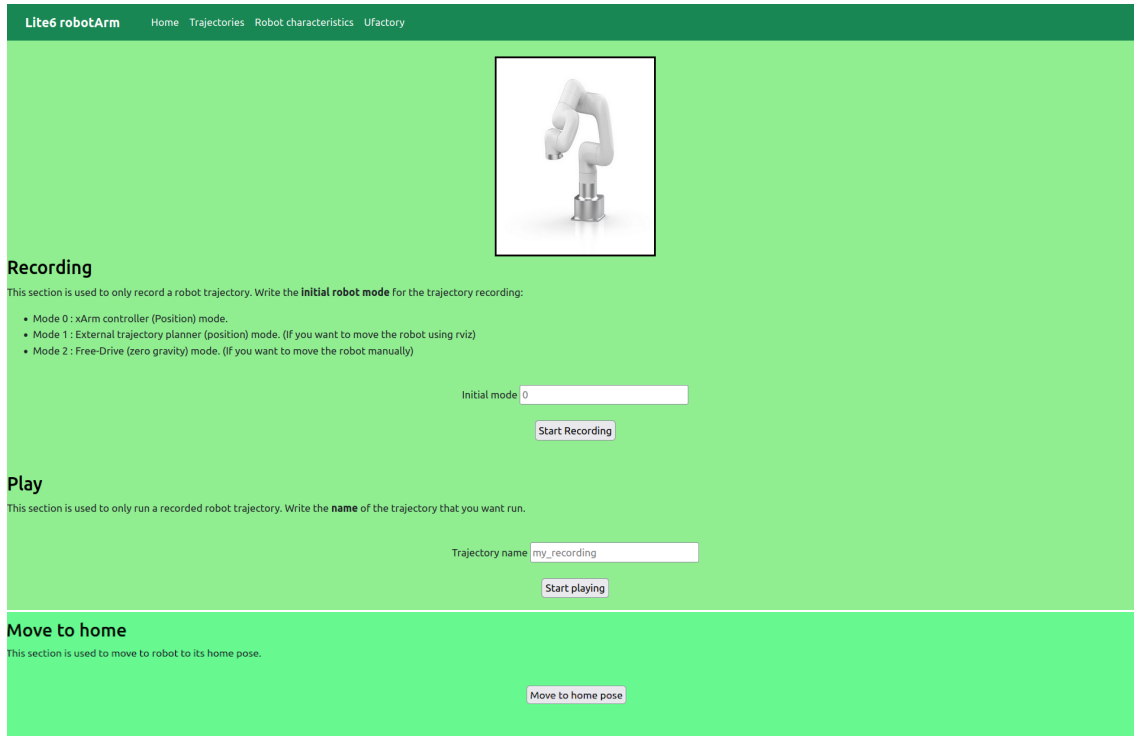 Lite6 robotArm Home Trajectories Robot characteristics Ufactory
Recording
This section is used to only record a robot trajectory. Write the initial robot mode for the trajectory recording:
• Mode 0 : xArm controller (Position) mode.
• Mode 1 : External trajectory planner (position) mode. (If you want to move the robot using rviz)
• Mode 2 : Free-Drive (zero gravity) mode. (If you want to move the robot manually)
Initial mode 0
Start Recording
Play
This section is used to only run a recorded robot trajectory. Write the name of the trajectory that you want run.
Trajectory name my_recording
Start playing
Move to home
This section is used to move to robot to its home pose.
Move to home pose